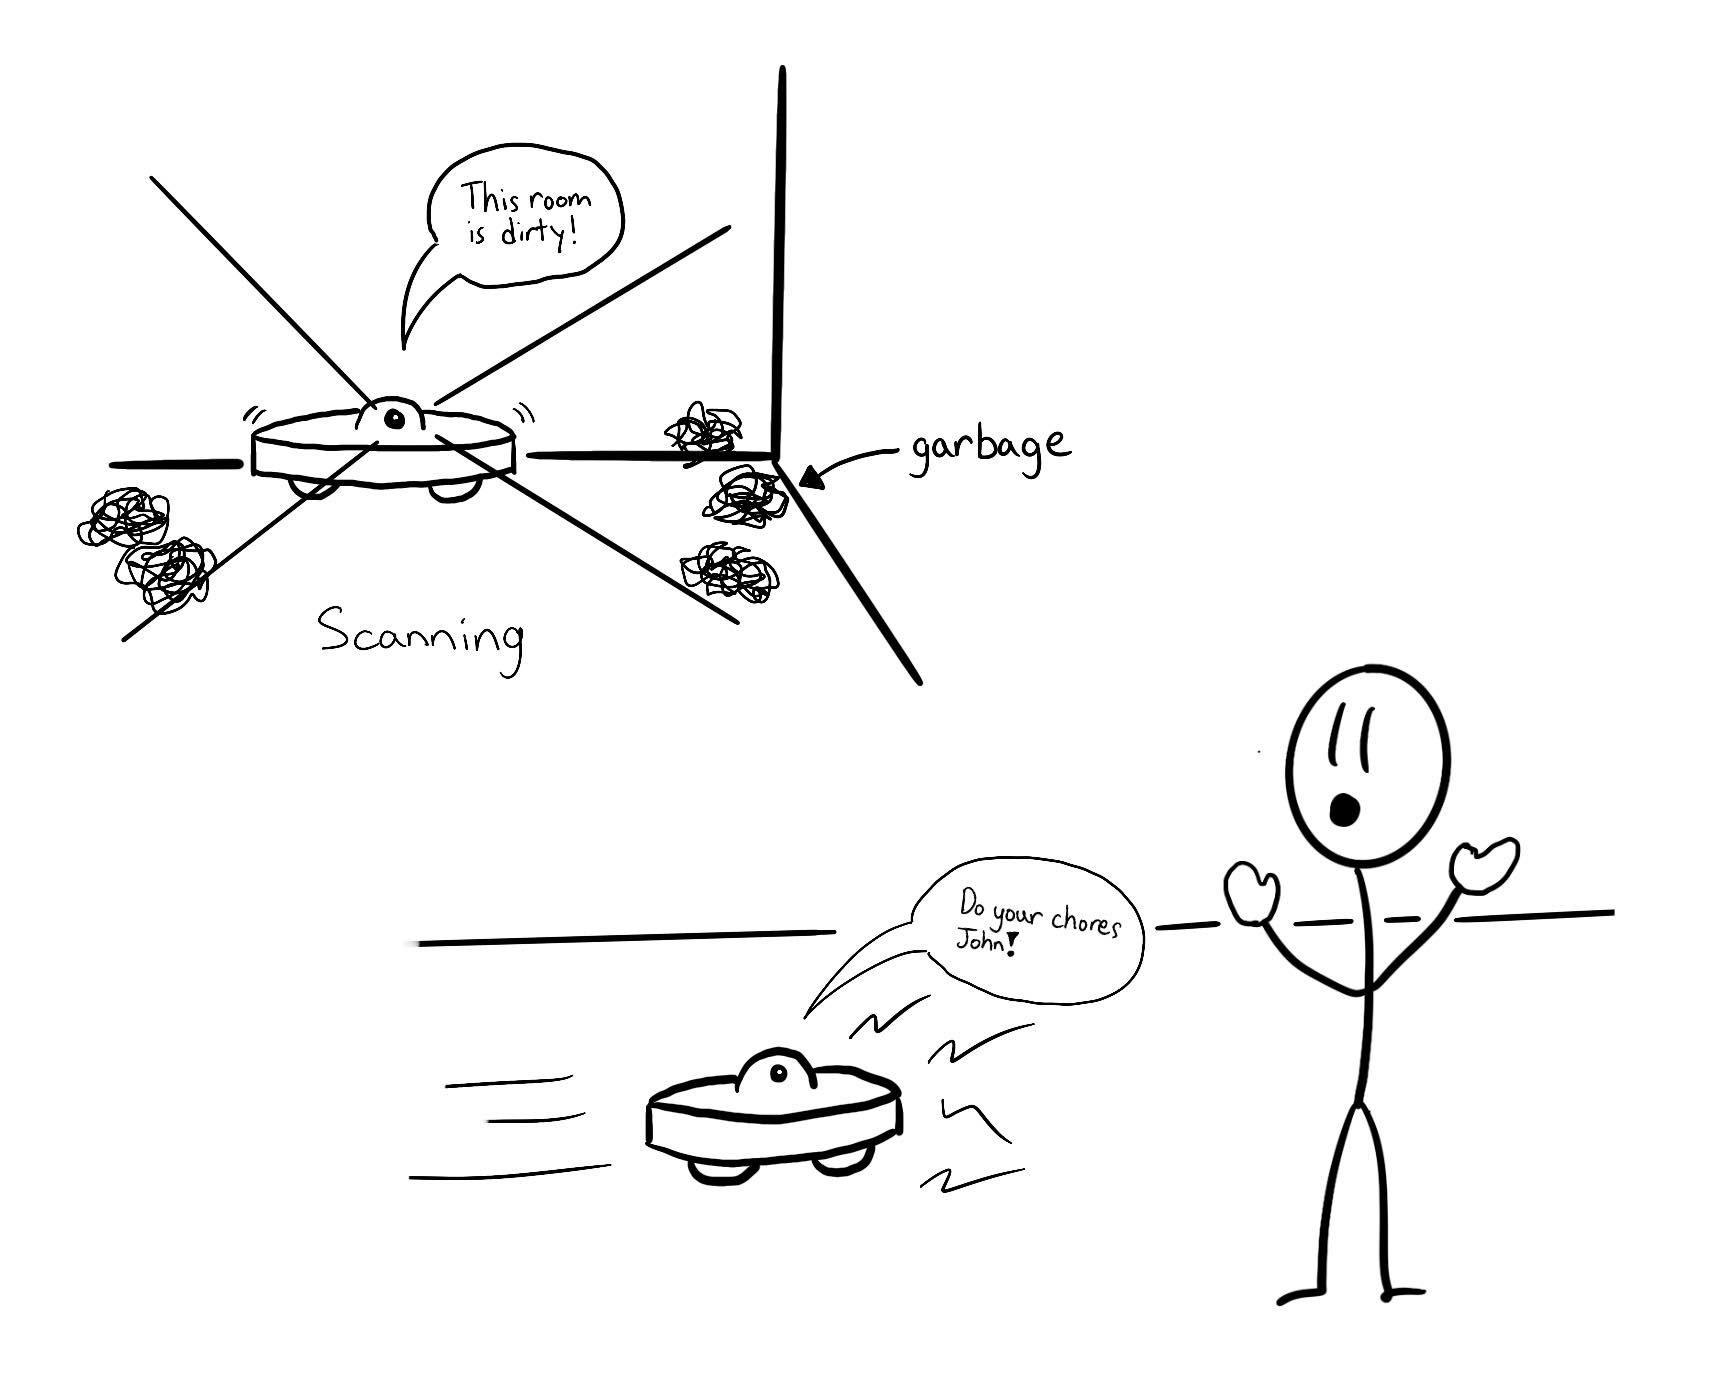 This room
is dirty!
garbage
Scanning
Do your chores
John!